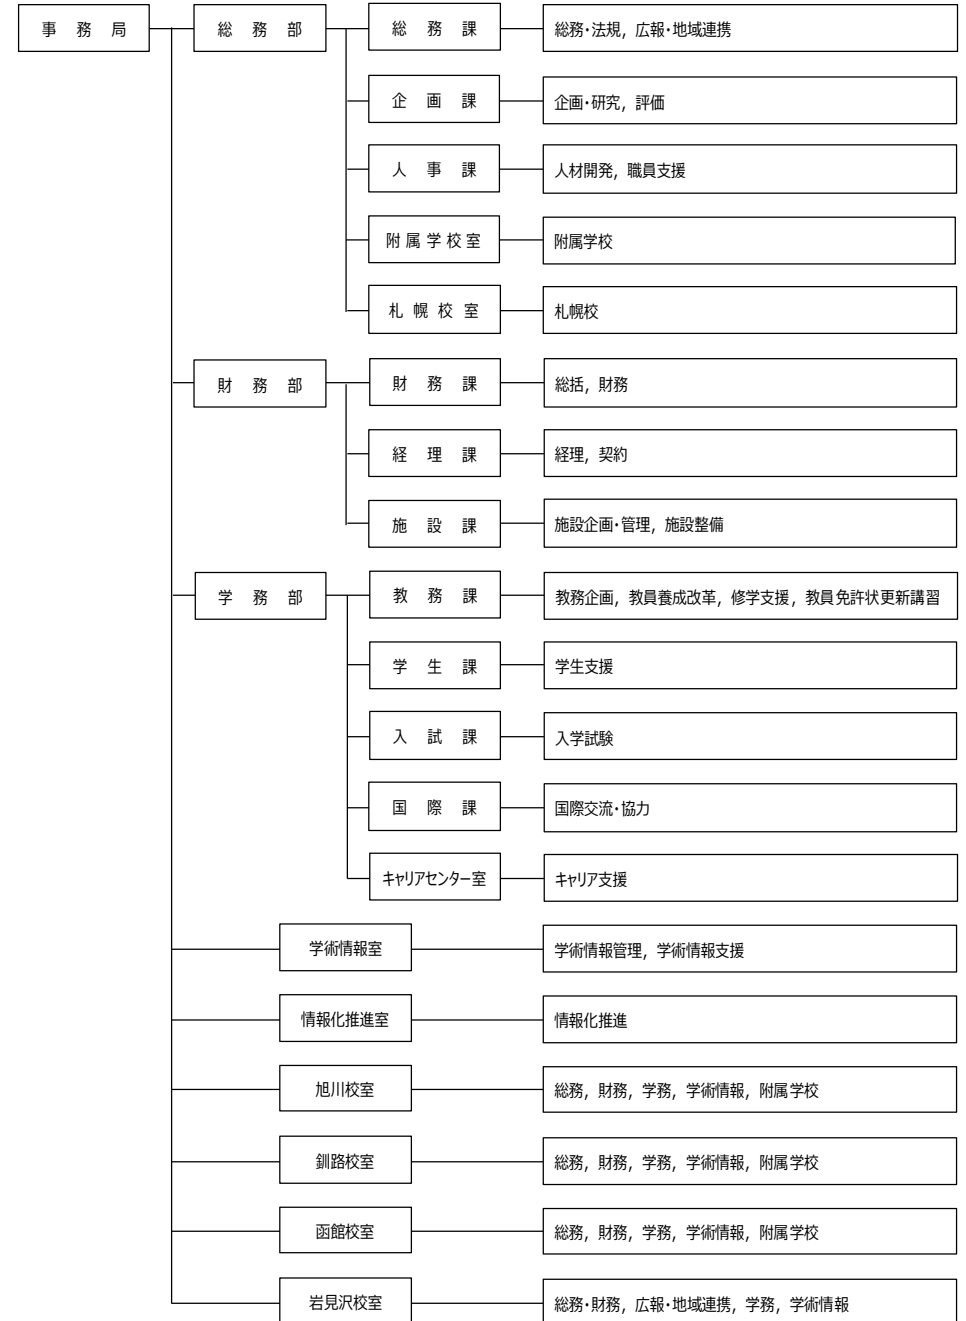 事務局
総務部
総務課
総務・法規，広報・地域連携
企画課
企画・研究，評価
人事課
人材開発，職員支援
附属学校室
附属学校
札幌校室
札幌校
財務部
財務課
総括，財務
経理課
経理，契約
施設課
施設企画・管理，施設整備
学務部
教務課
教務企画，教員養成改革，修学支援，教員免許状更新講習
学生課
学生支援
入試課
入学試験
国際課
国際交流・協力
キャリアセンター室
キャリア支援
学術情報室
学術情報管理，学術情報支援
情報化推進室
情報化推進
旭川校室
総務，財務，学務，学術情報，附属学校
釧路校室
総務，財務，学務，学術情報，附属学校
函館校室
総務，財務，学務，学術情報，附属学校
岩見沢校室
総務・財務，広報・地域連携，学務，学術情報